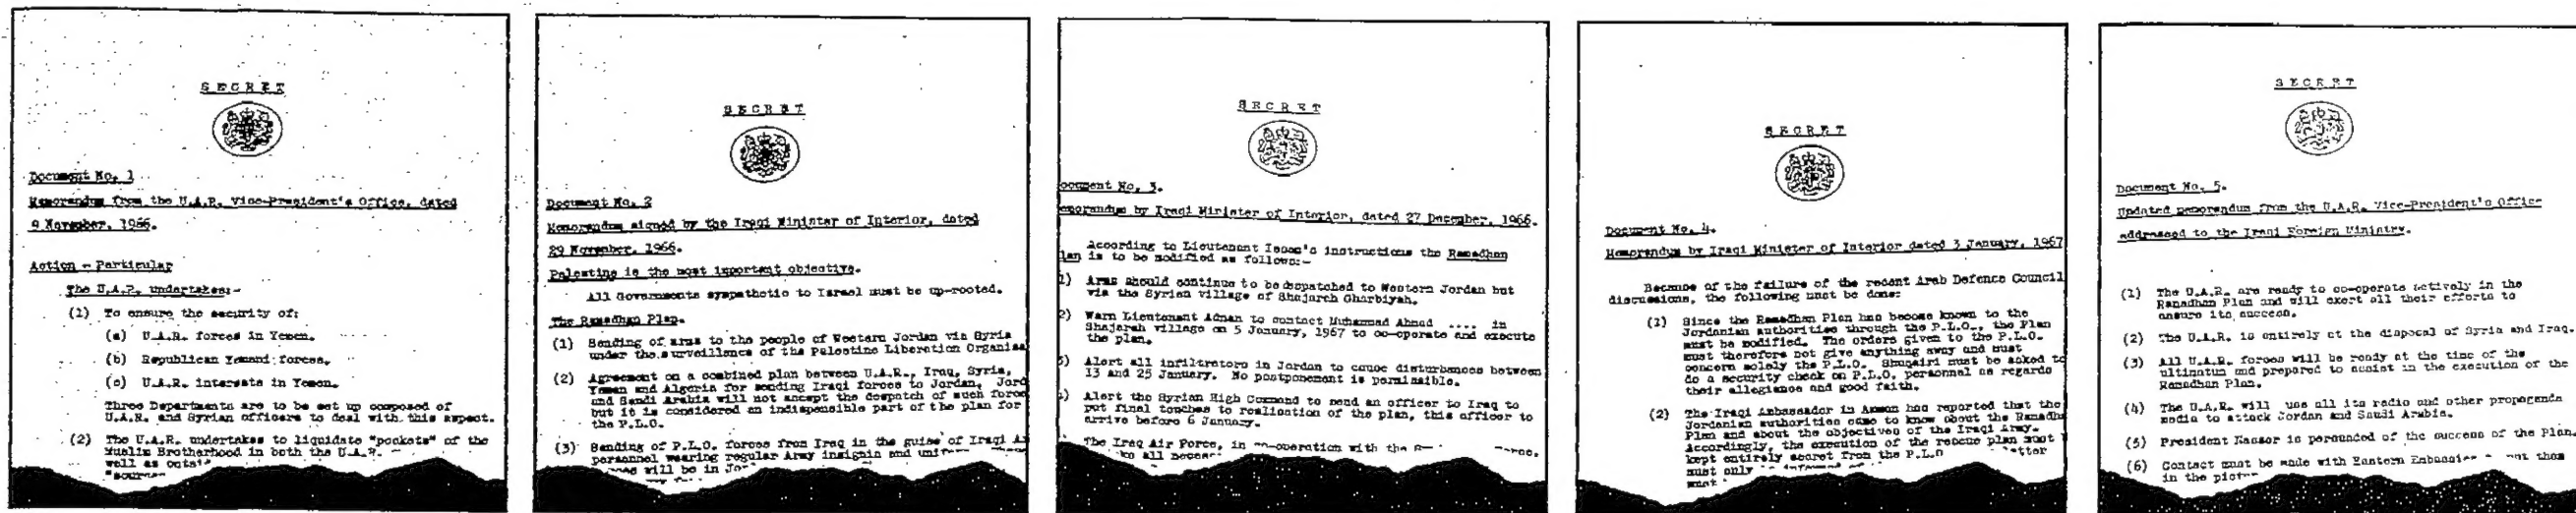 SECRET
Document No. 1
Memorandum from the U.A.R. Vice-President's Office, dated
9 November, 1966.
Action - Particular
The U.A.R. undertakes:-
(1) To ensure the security of:
(a) U.A.R. forces in Yemen.
(b) Republican Yemani forces.
(c) U.A.R. interests in Yemen.
Three Departments are to be set up composed of
U.A.R. and Syrian officers to deal with this aspect.
(2) The U.A.R. undertakes to liquidate "pockets" of the
Muslim Brotherhood in both the U.A.R.
well as
SECRET
Document No. 2
Memorandum signed by the Iraqi Minister of Interior, dated
29 November, 1966.
Palestine is the most important objective.
All Governments sympathetic to Israel must be up-rooted.
The Ramadhan Plan.
(1) Sending of arms to the people of Western Jordan via Syria
under the surveillance of the Palestine Liberation Organisa
(2) Agreement on a combined plan between U.A.R., Iraq, Syria,
Yemen and Algeria for sending Iraqi forces to Jordan. Jord
and Saudi Arabia will not accept the despatch of such forc
but it is considered an indispensible part of the plan for
the P.L.O.
(3) Sending of P.L.O. forces from Iraq in the guise of Iraqi A
personnel wearing regular Army insignia and
will be in
SECRET
ocument No. 3.
emorandum by Iraqi Minister of Interior, dated 27 December, 1966.
According to Lieutenant Isaac's instructions the Ramadhan
lan is to be modified as follows:-
1) Arms should continue to be despatched to Western Jordan but
via the Syrian village of Shajarah Gharbiyah.
2) Warn Lieutenant Adnan to contact Muhammad Ahmad .... in
Shajarah village on 5 January, 1967 to co-operate and execute
the plan.
3) Alert all infiltrators in Jordan to cause disturbances between
13 and 25 January. No postponement is permissible.
) Alert the Syrian High Command to send an officer to Iraq to
put final touches to realisation of the plan, this officer to
arrive before 6 January.
The Iraq Air Force, in co-operation with the
all
SECRET
Document No. 4.
Memorandum by Iraqi Minister of Interior dated 3 January, 1967
Because of the failure of the recent Arab Defence Council
discussions, the following must be done:
(1) Since the Ramadhan Plan has become known to the
Jordanian authorities through the P.L.O., the Plan
must be modified. The orders given to the P.L.O.
must therefore not give anything away and must
concern solely the P.L.O. Shuqairi must be asked to
do a security check on P.L.O. personnel as regards
their allegiance and good faith.
(2) The Iraqi Ambassador in Amman has reported that the
Jordanian authorities came to know about the Ramadha
Plan and about the objectives of the Iraqi Army.
Accordingly, the execution of the rescue plan must
kept entirely secret from the P.L.O
must only
must
SECRET
Document No. 5.
Updated memorandum from the U.A.R. Vice-President's Office
addressed to the Iraqi Foreign Ministry.
(1) The U.A.R. are ready to co-operate actively in the
Ramadhan Plan and will exert all their efforts to
ensure its success.
(2) The U.A.R. is entirely at the disposal of Syria and Iraq.
(3) All U.A.R. forces will be ready at the time of the
ultimatum and prepared to assist in the execution of the
Ramadhan Plan.
(4) The U.A.R. will use all its radio and other propaganda
media to attack Jordan and Saudi Arabia.
(5) President Nasser is persuaded of the success of the Plan.
(6) Contact must be made with Eastern Embassies
in the